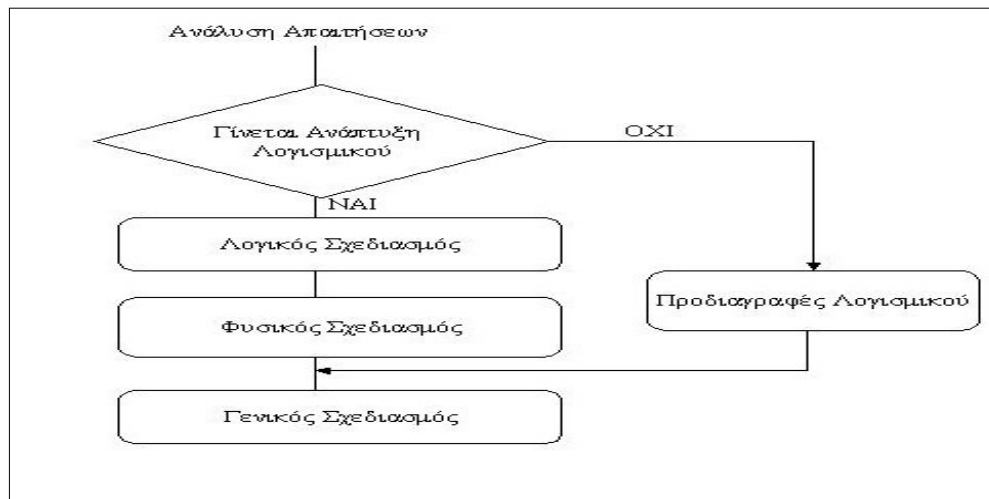 Ανάλυση Απαιτήσεων
Γίνεται Ανάπτυξη
Λογισμικού
ΟΧΙ
ΝΑΙ
Λογικός Σχεδιασμός
Προδιαγραφές Λογισμικού
Φυσικός Σχεδιασμός
Γενικός Σχεδιασμός